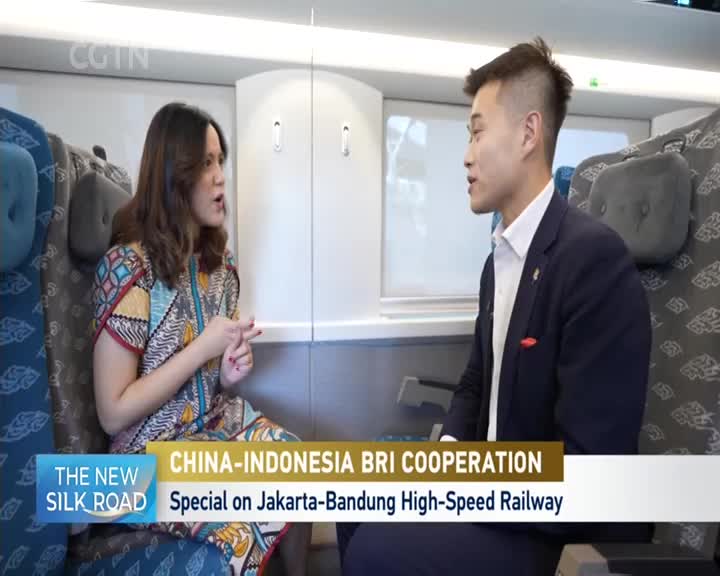 CGTN
CHINA-INDONESIA BRI COOPERATION
THE NEW
SILK ROAD
Special on Jakarta-Bandung High-Speed Railway